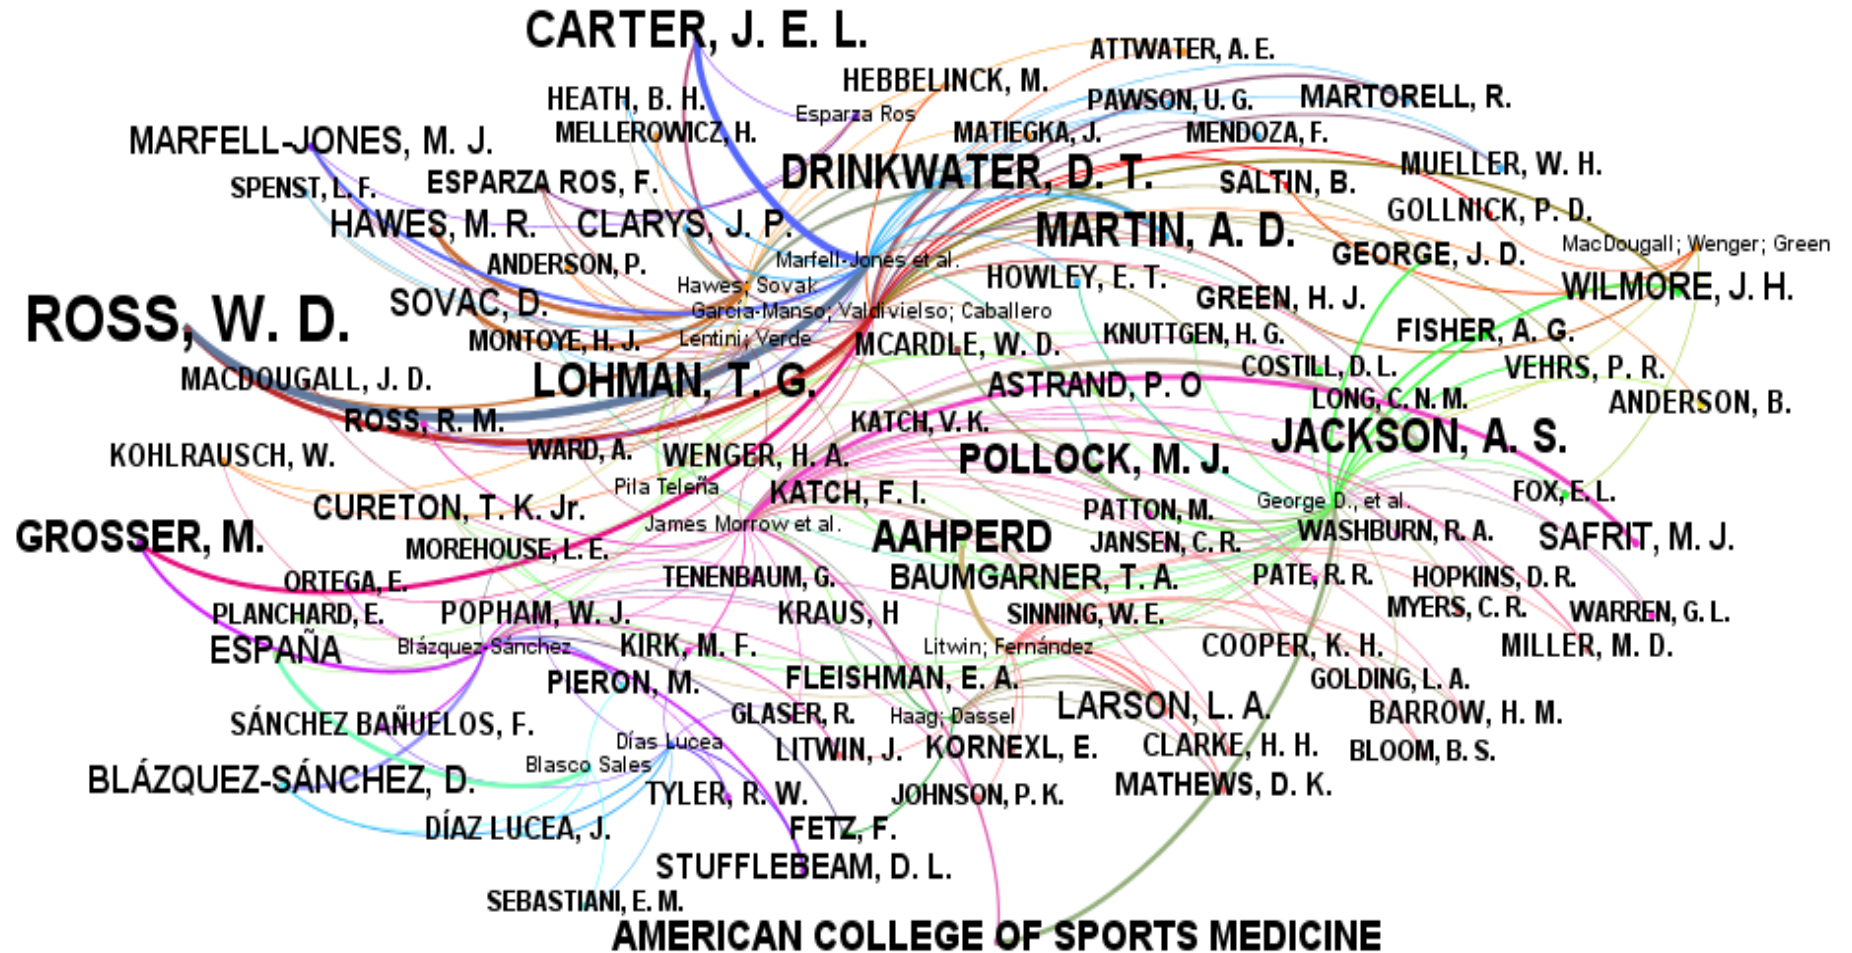 CARTER, J. E. L.
ATTWATER, A. E.
HEBBELINCK, M.
HEATH, B. H.
Esparza Ros
PAWSON, U. G.
MARTORELL, R.
MARFELL-JONES, M. J.
MELLEROWICZ, H.
MATIEGKA, J.
MENDOZA, F.
SPENST, L. F.
ESPARZA ROS, F.
DRINKWATER, D. T.
SALTIN, B.
MUELLER, W. H.
HAWES, M. R.
CLARYS, J. P.
MARTIN, A. D.
GOLLNICK, P. D.
ANDERSON, P.
Marfell-Jones et al.
GEORGE, J. D.
MacDougall; Wenger; Green
Hawes; Sovak
HOWLEY, E. T.
WILMORE, J. H.
ROSS, W. D.
SOVAC, D.
García-Manso; Valdivielso; Caballero
GREEN, H. J.
MONTOYE, H. J.
Lentini; Verde
MCARDLE, W. D.
KNUTTGEN, H. G.
FISHER, A. G.
MACDOUGALL, J. D.
LOHMAN, T. G.
ASTRAND, P. O
COSTILL, D. L.
VEHRS, P. R.
LONG, C. N. M.
ANDERSON, B.
ROSS, R. M.
KATCH, V. K.
JACKSON, A. S.
KOHLRAUSCH, W.
WARD, A.
WENGER, H. A.
POLLOCK, M. J.
Pila Teleña
KATCH, F. I.
George D., et al.
FOX, E. L.
CURETON, T. K. Jr.
James Morrow et al.
PATTON, M.
GROSSER, M.
MOREHOUSE, L. E.
AAHPERD
JANSEN, C. R.
WASHBURN, R. A.
SAFRIT, M. J.
ORTEGA, E.
TENENBAUM, G.
BAUMGARNER, T. A.
PATE, R. R.
HOPKINS, D. R.
PLANCHARD, E.
POPHAM, W. J.
KRAUS, H
SINNING, W. E.
MYERS, C. R.
WARREN, G. L.
ESPAÑA
Blázquez-Sánchez
KIRK, M. F.
Litwin; Fernández
COOPER, K. H.
MILLER, M. D.
PIERON, M.
FLEISHMAN, E. A.
GOLDING, L. A.
SÁNCHEZ BAÑUELOS, F.
GLASER, R.
Haag; Dassel
LARSON, L. A.
BARROW, H. M.
Días Lucea
LITWIN, J.
KORNEXL, E.
CLARKE, H. H.
BLOOM, B. S.
BLÁZQUEZ-SÁNCHEZ, D.
Blasco Sales
TYLER, R. W.
JOHNSON, P. K.
MATHEWS, D. K.
DÍAZ LUCEA, J.
FETZ, F.
STUFFLEBEAM, D. L.
SEBASTIANI, E. M.
AMERICAN COLLEGE OF SPORTS MEDICINE